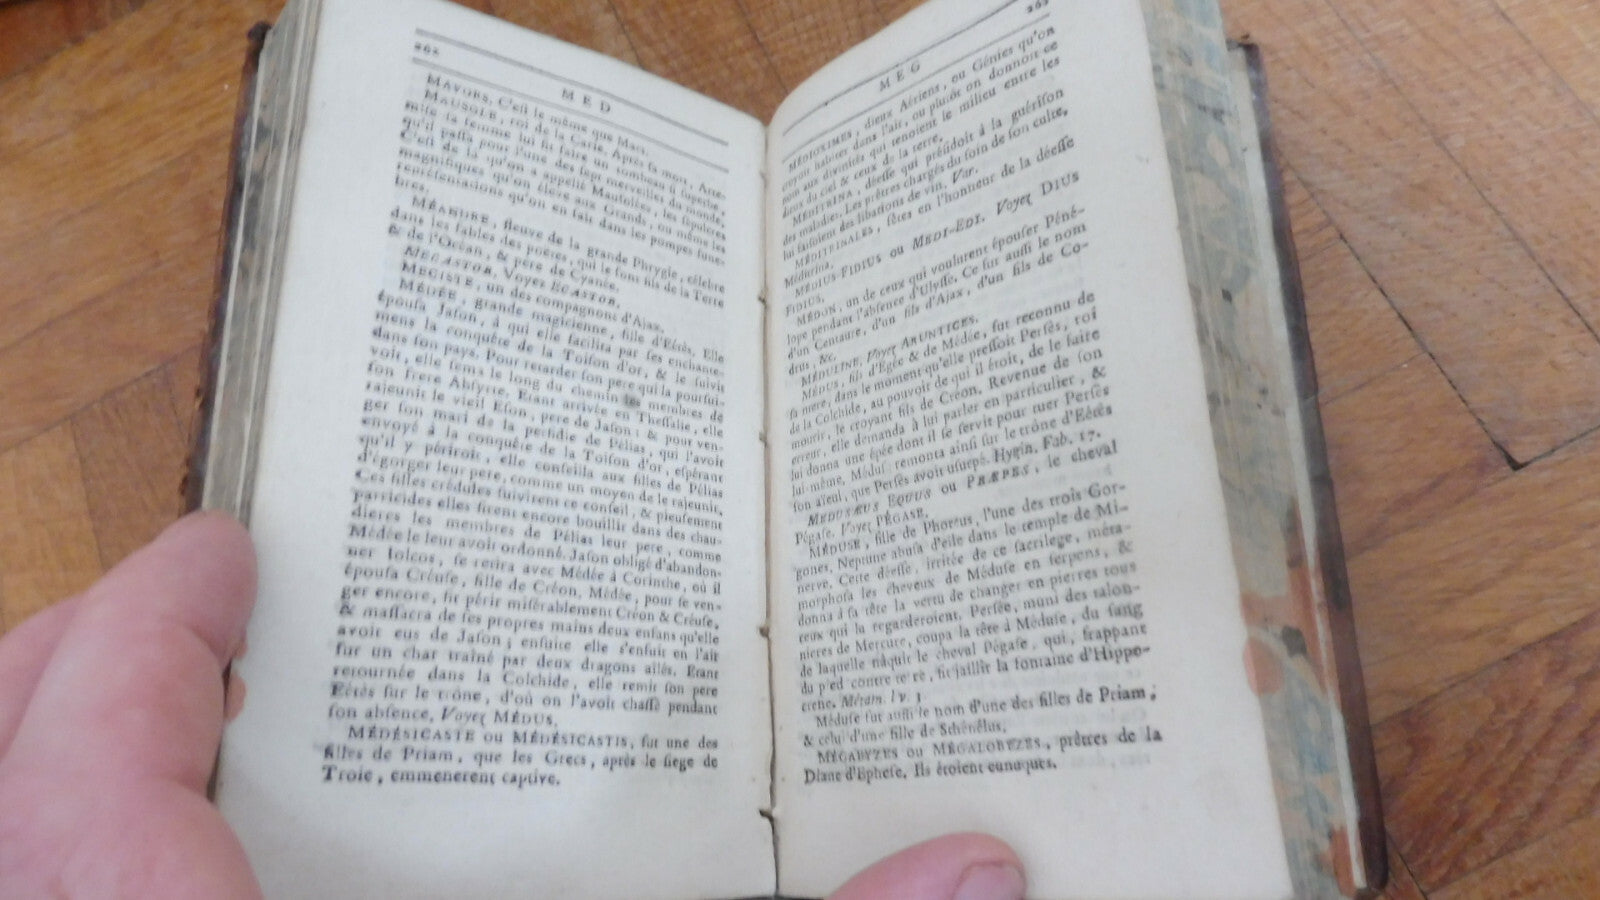 262
MED
MAVORS, C'eſt le même que Mars.
MAUSOLE, roi de la Carie. Après ſa mort, Arte-
miſe ſa femme lui fit faire un tombeau ſi ſuperbe,
qu'il paſſa pour l'une des ſept merveilles du monde.
C'eſt de là qu'on a appellé Mauſolées, les ſépulcres
magnifiques qu'on éleve aux Grands, ou même les
repréſentations qu'on en fait dans les pompes funé-
bres.
MÉANDRE, fleuve de la grande Phrygie, célébre
dans les fables des poëtes, qui le font fils de la Terre
& de l'Océan, & pere de Cyanée.
MECASTOR, Voyez ECASTOR.
MEGISTE, un des compagnons d'Ajax.
MÉDÉE, grande magicienne, fille d'Eétès. Elle
épouſa Jaſon, à qui elle facilita par ſes enchante-
mens la conquête de la Toiſon d'or, & le ſuivit
dans ſon pays. Pour retarder ſon pere qui la pourſui-
voit, elle ſema le long du chemin les membres de
ſon frere Abſyrte. Etant arrivée en Theſſalie, elle
rajeunit le vieil Eſon, pere de Jaſon; & pour ven-
ger ſon mari de la perfidie de Pélias, qui l'avoit
envoyé à la conquête de la Toiſon d'or, eſpérant
qu'il y périroit, elle conſeilla aux filles de Pélias
d'égorger leur pere, comme un moyen de le rajeunir.
Ces filles crédules ſuivirent ce conſeil, & pieuſement
parricides elles firent encore bouillir dans des chau-
dieres les membres de Pélias leur pere, comme
Médée le leur avoit ordonné. Jaſon obligé d'abandon-
ner Iolcos, ſe retira avec Médée à Corinthe, où il
épouſa Créuſe, fille de Créon. Médée, pour ſe ven-
ger encore, fit périr miſérablement Créon & Créuſe,
& maſſacra de ſes propres mains deux enfans qu'elle
avoit eus de Jaſon; enſuite elle s'enfuit en l'air
ſur un char traîné par deux dragons ailés. Etant
retournée dans la Colchide, elle remit ſon pere
Eétès ſur le trône, d'où on l'avoit chaſſé pendant
ſon abſence. Voyez MÉDUS.
MÉDÉSICASTE ou MÉDÉSICASTIS, fut une des
filles de Priam, que les Grecs, après le ſiege de
Troie, emmenerent captive.
MÉG
263
MÉDIOXIMES, dieux Aériens, ou Génies qu'on
croyoit habiter dans l'air, ou plutôt on donnoit ce
nom aux divinités qui tenoient le milieu entre les
dieux du ciel & ceux de la terre.
MÉDITRINA, déeſſe qui préſidoit à la guériſon
des maladies. Les prêtres chargés du ſoin de ſon culte,
lui faiſoient des libations de vin. Var.
MÉDITRINALES, fêtes en l'honneur de la déeſſe
Méditrina.
MÉDIUS-FIDIUS ou MEDI-EDI. Voyez DIUS
FIDIUS.
MÉDON, un de ceux qui voulurent épouſer Péné-
lope pendant l'abſence d'Ulyſſe. Ce fut auſſi le nom
d'un Centaure, d'un fils d'Ajax, d'un fils de Co-
drus, &c.
MÉDULINE, Voyez ARUNTICES.
MÉDUS, fils d'Egée & de Médée, fut reconnu de
ſa mere, dans le moment qu'elle preſſoit Perſès, roi
de la Colchide, au pouvoir de qui il étoit, de le faire
mourir, le croyant fils de Créon. Revenue de ſon
erreur, elle demanda à lui parler en particulier, &
lui donna une épée dont il ſe ſervit pour tuer Perſès
lui-même. Médus remonta ainſi ſur le trône d'Eétès
ſon aïeul, que Perſès avoit uſurpé. Hygin. Fab. 17.
MEDUSÆUS EQUUS ou PRÆPES, le cheval
Pégaſe. Voyez PÉGASE.
MÉDUSE, fille de Phorcus, l'une des trois Gor-
gones. Neptune abuſa d'elle dans le temple de Mi-
nerve. Cette déeſſe, irritée de ce ſacrilege, méta-
morphoſa les cheveux de Méduſe en ſerpens, &
donna à ſa tête la vertu de changer en pierres tous
ceux qui la regarderoient. Perſée, muni des talon-
nieres de Mercure, coupa la tête à Méduſe, du ſang
de laquelle nâquit le cheval Pégaſe, qui, frappant
du pied contre terre, fit jaillir la fontaine d'Hippo-
crene. Métam. l v. 3
Méduſe fut auſſi le nom d'une des filles de Priam;
& celui d'une fille de Schénélus.
MÉGABYZES ou MÉGALOBYZES, prêtres de la
Diane d'Ephèſe. Ils étoient eunuques.